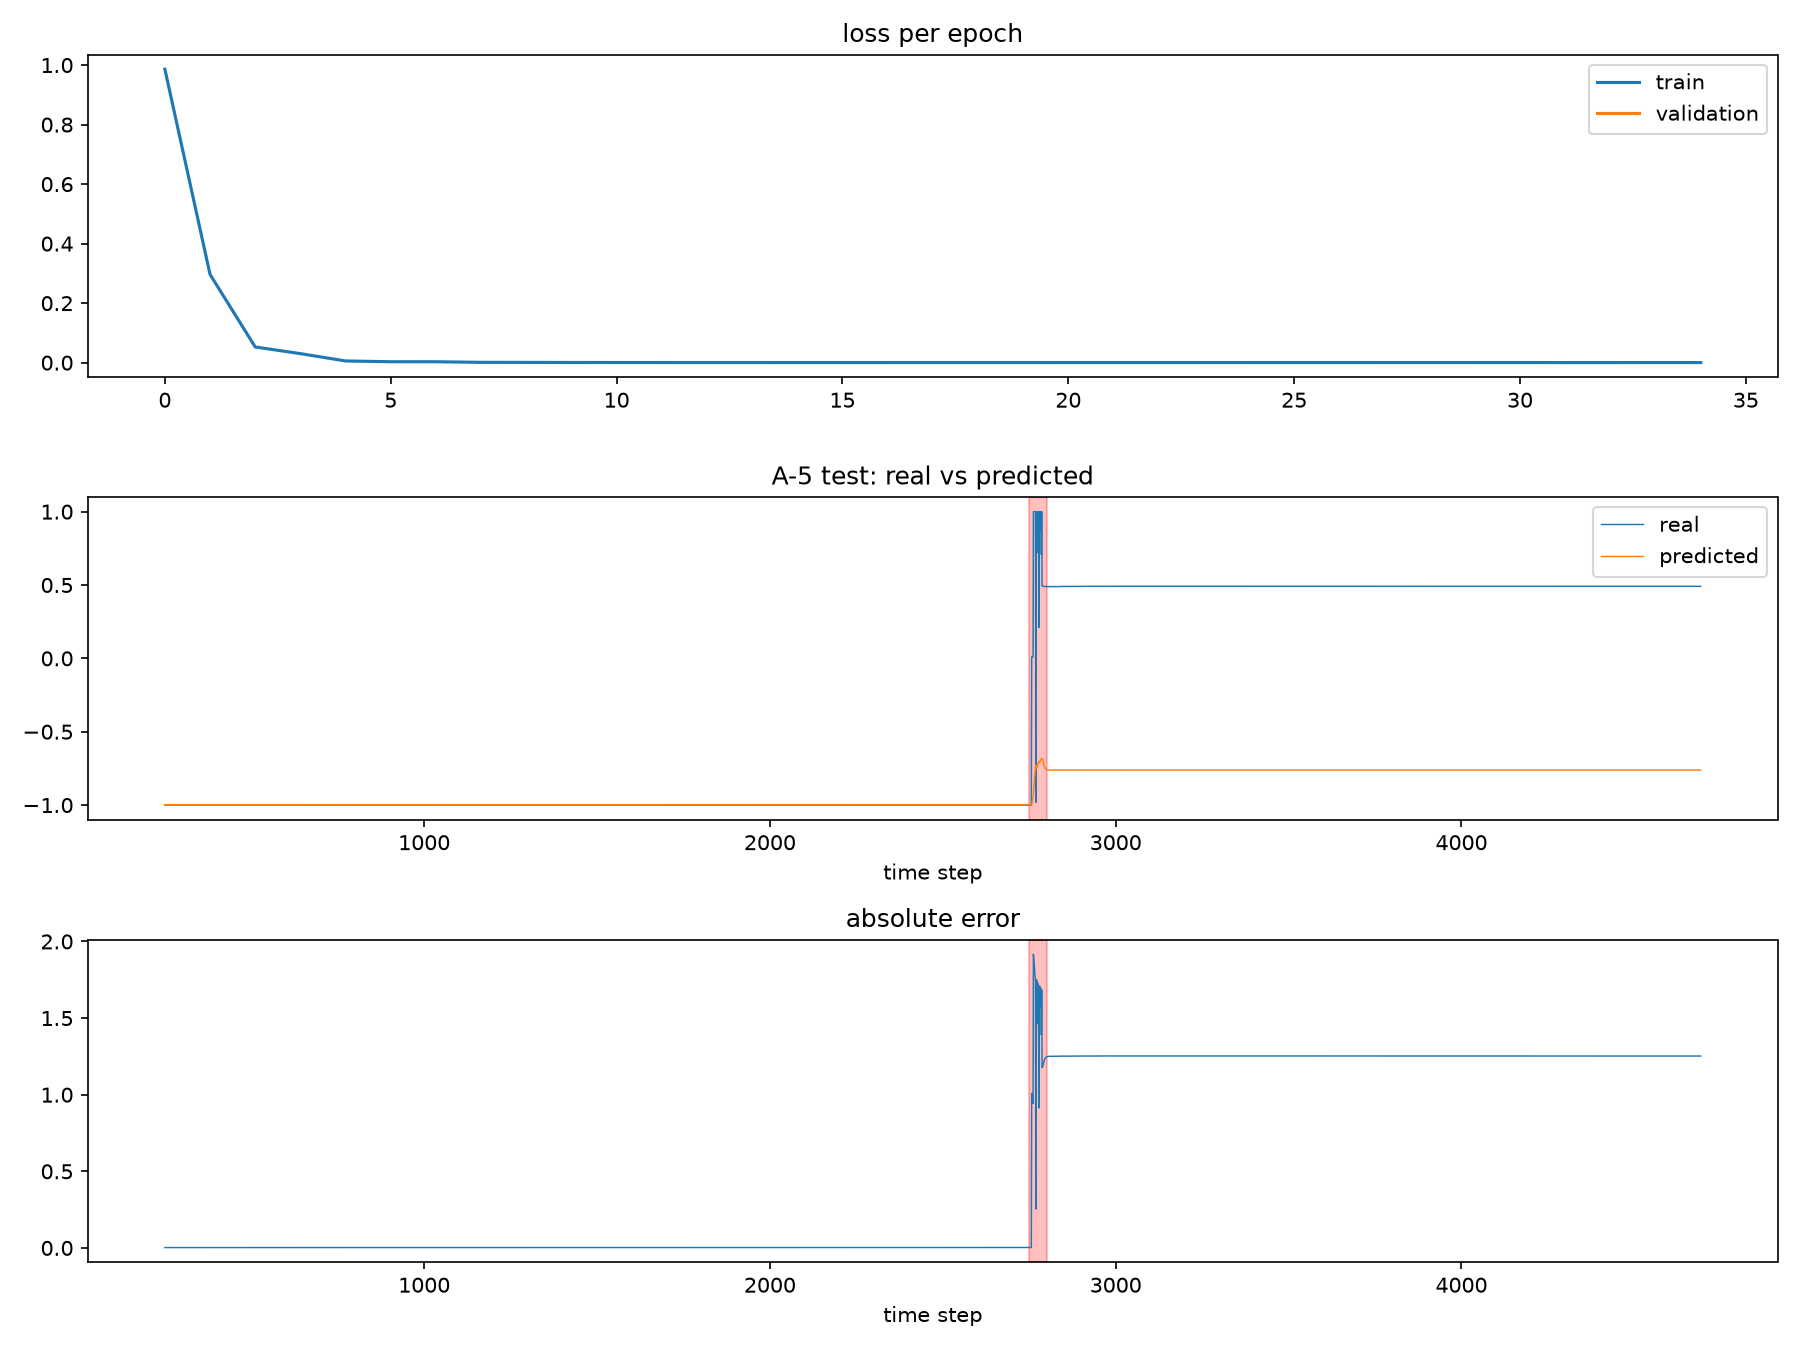 loss per epoch
1.0
0.8
0.6
0.4
0.2
0.0
train
validation
0 5 10 15 20 25 30 35
A-5 test: real vs predicted
1.0
0.5
0.0
−0.5
−1.0
real
predicted
1000 2000 3000 4000
time step
absolute error
2.0
1.5
1.0
0.5
0.0
1000 2000 3000 4000
time step